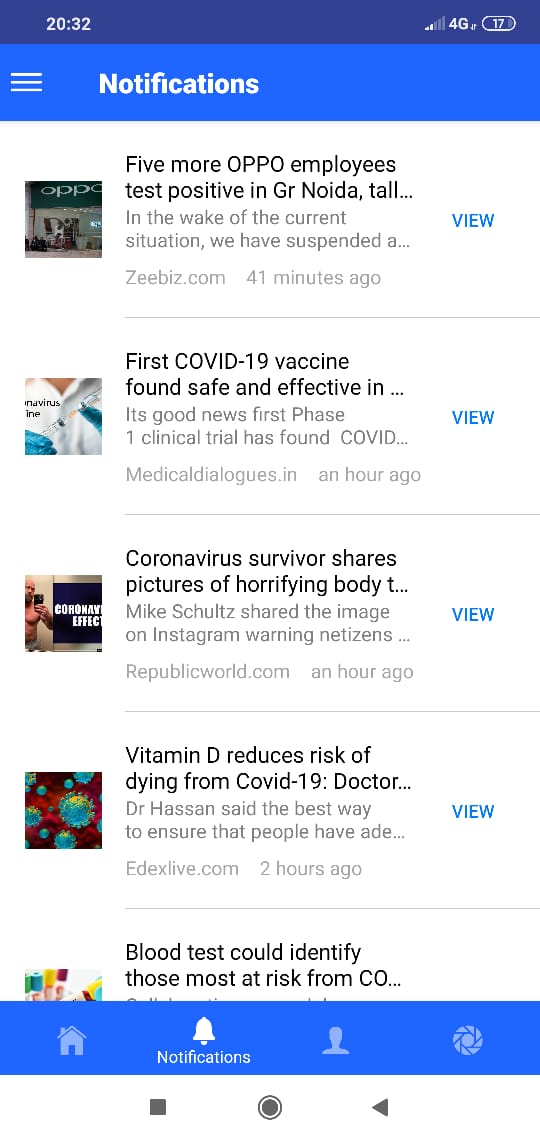 20:32
4G
17
Notifications
Five more OPPO employees
test positive in Gr Noida, tall...
In the wake of the current
situation, we have suspended a...
Zeebiz.com 41 minutes ago
VIEW
oppo
First COVID-19 vaccine
found safe and effective in ...
Its good news first Phase
1 clinical trial has found COVID...
Medicaldialogues.in an hour ago
VIEW
navirus
ine
Coronavirus survivor shares
pictures of horrifying body t...
Mike Schultz shared the image
on Instagram warning netizens ...
Republicworld.com an hour ago
VIEW
CORONAV
EFFECT
Vitamin D reduces risk of
dying from Covid-19: Doctor...
Dr Hassan said the best way
to ensure that people have ade...
Edexlive.com 2 hours ago
VIEW
Blood test could identify
those most at risk from CO...
Notifications